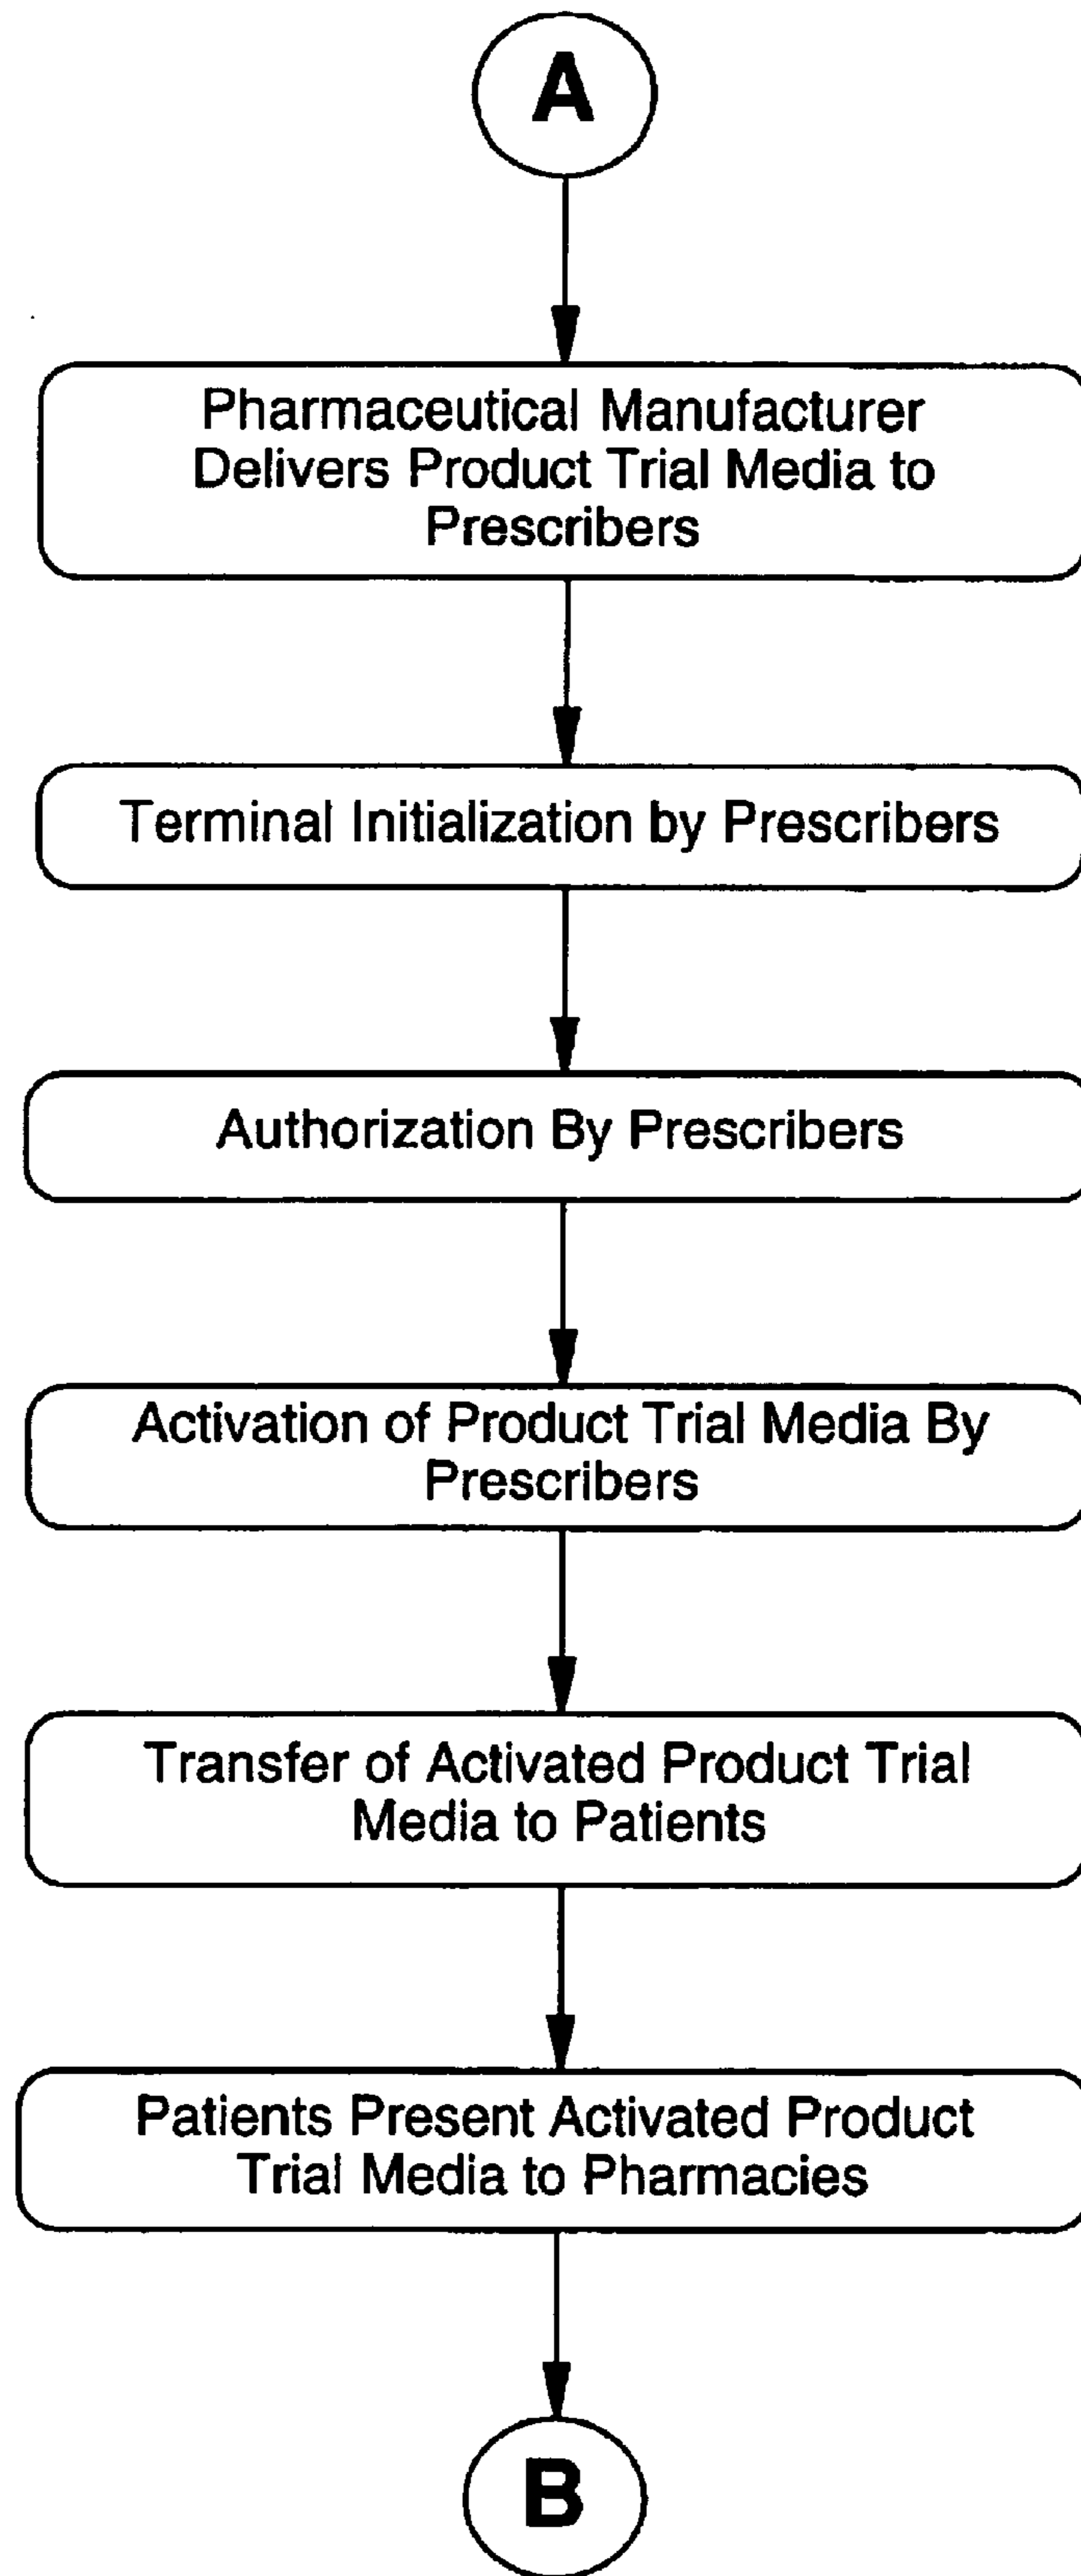 A
Pharmaceutical Manufacturer
Delivers Product Trial Media to
Prescribers
Terminal Initialization by Prescribers
Authorization By Prescribers
Activation of Product Trial Media By
Prescribers
Transfer of Activated Product Trial
Media to Patients
Patients Present Activated Product
Trial Media to Pharmacies
B